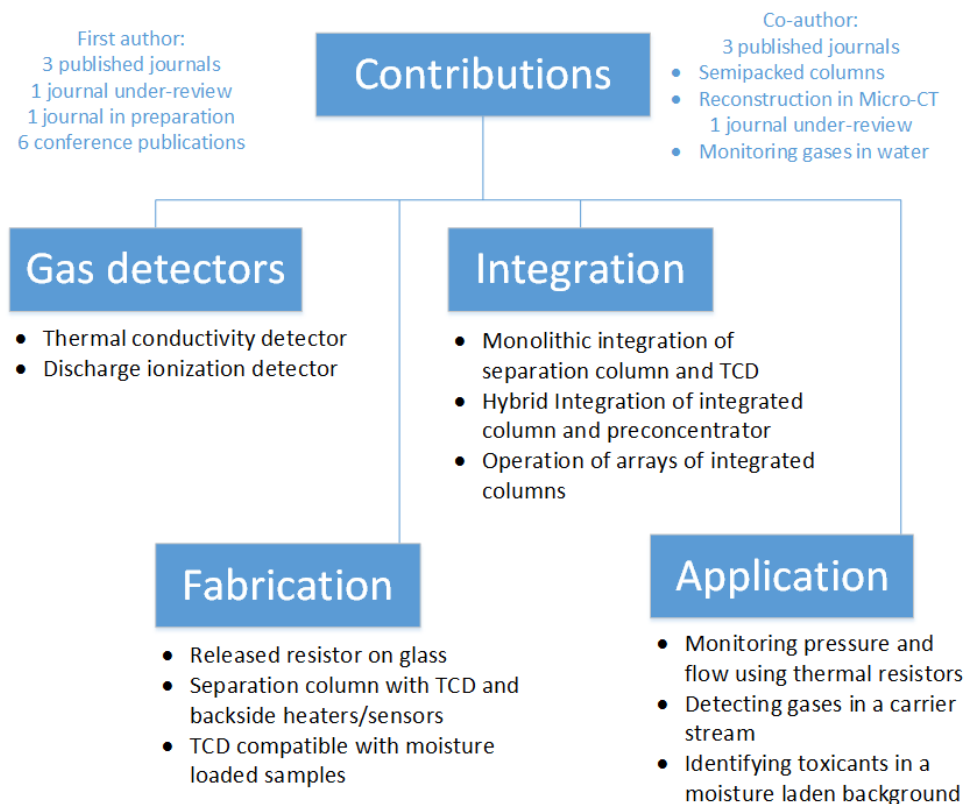 First author:
3 published journals
1 journal under-review
1 journal in preparation
6 conference publications
Contributions
Co-author:
3 published journals
● Semipacked columns
● Reconstruction in Micro-CT
1 journal under-review
● Monitoring gases in water
Gas detectors
● Thermal conductivity detector
● Discharge ionization detector
Integration
● Monolithic integration of
separation column and TCD
● Hybrid Integration of integrated
column and preconcentrator
● Operation of arrays of integrated
columns
Fabrication
● Released resistor on glass
● Separation column with TCD and
backside heaters/sensors
● TCD compatible with moisture
loaded samples
Application
● Monitoring pressure and
flow using thermal resistors
● Detecting gases in a carrier
stream
● Identifying toxicants in a
moisture laden background